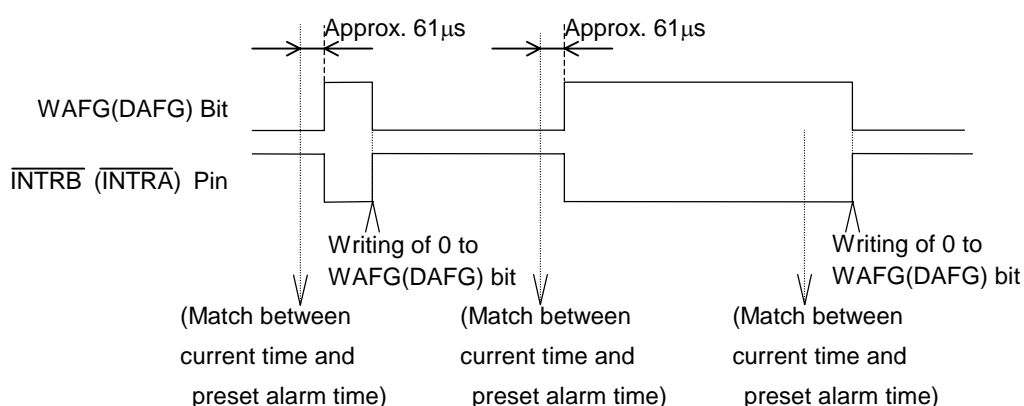 Approx. 61μs Approx. 61μs
WAFG(DAFG) Bit
INTRB (INTRA) Pin
Writing of 0 to
WAFG(DAFG) bit
Writing of 0 to
WAFG(DAFG) bit
(Match between
current time and
preset alarm time)
(Match between
current time and
preset alarm time)
(Match between
current time and
preset alarm time)